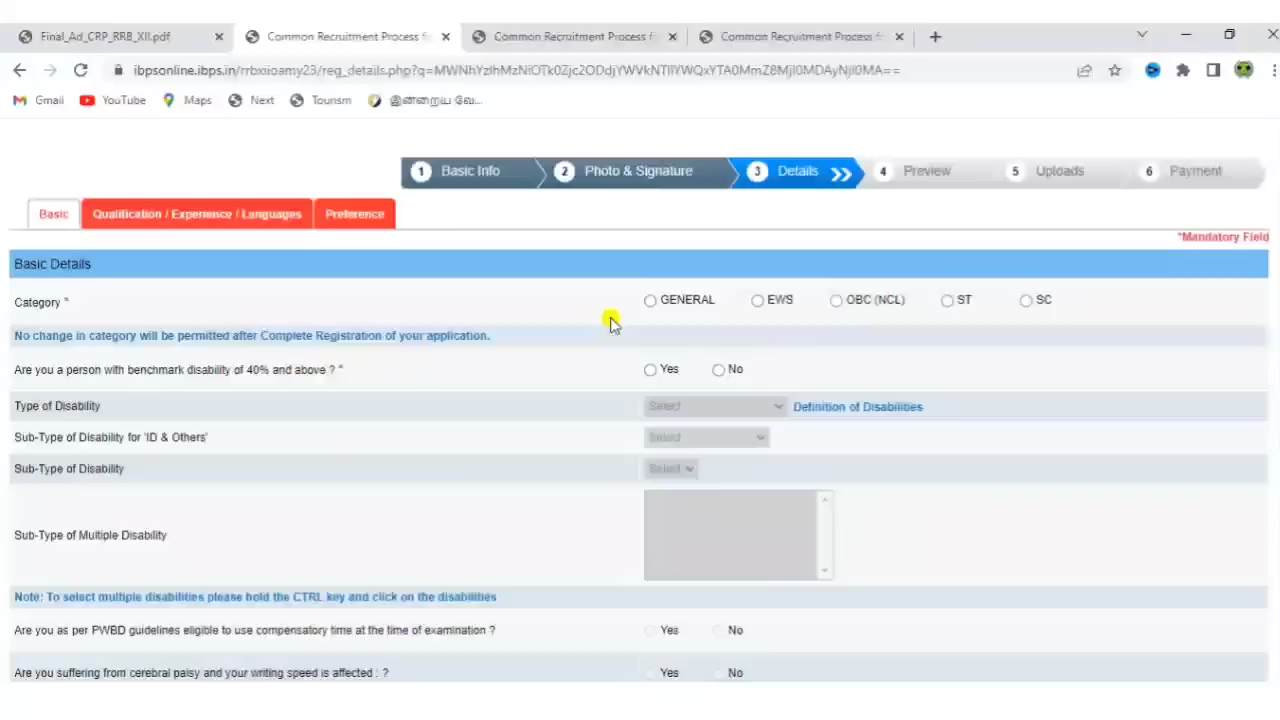 Final_Ad_CRP_RRB_XII.pdf Common Recruitment Process f Common Recruitment Process f Common Recruitment Process f
Gmail YouTube Maps Next Tourism இன்றைய வே...
1 Basic Info 2 Photo & Signature 3 Details 4 Preview 5 Uploads 6 Payment
Basic Qualification / Experience / Languages Preference
*Mandatory Field
Basic Details
Category * GENERAL EWS OBC (NCL) ST SC
No change in category will be permitted after Complete Registration of your application.
Are you a person with benchmark disability of 40% and above ? * Yes No
Type of Disability Select Definition of Disabilities
Sub-Type of Disability for 'ID & Others' Select
Sub-Type of Disability Select
Sub-Type of Multiple Disability
Note: To select multiple disabilities please hold the CTRL key and click on the disabilities
Are you as per PWBD guidelines eligible to use compensatory time at the time of examination ? Yes No
Are you suffering from cerebral palsy and your writing speed is affected : ? Yes No